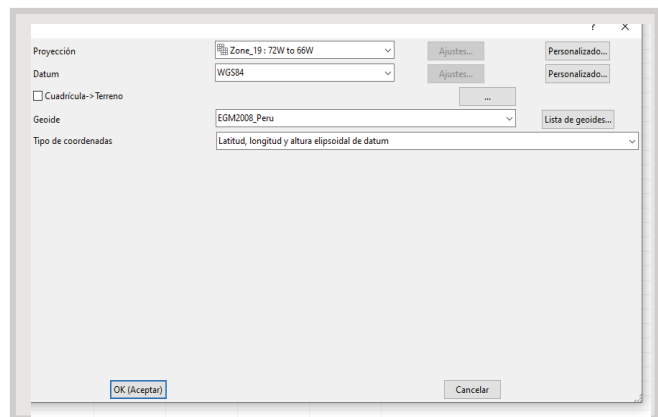 ? X
Proyección Zone_19 : 72W to 66W Ajustes... Personalizado...
Datum WGS84 Ajustes... Personalizado...
Cuadrícula->Terreno ...
Geoide EGM2008_Peru Lista de geoides...
Tipo de coordenadas Latitud, longitud y altura elipsoidal de datum
OK (Aceptar) Cancelar